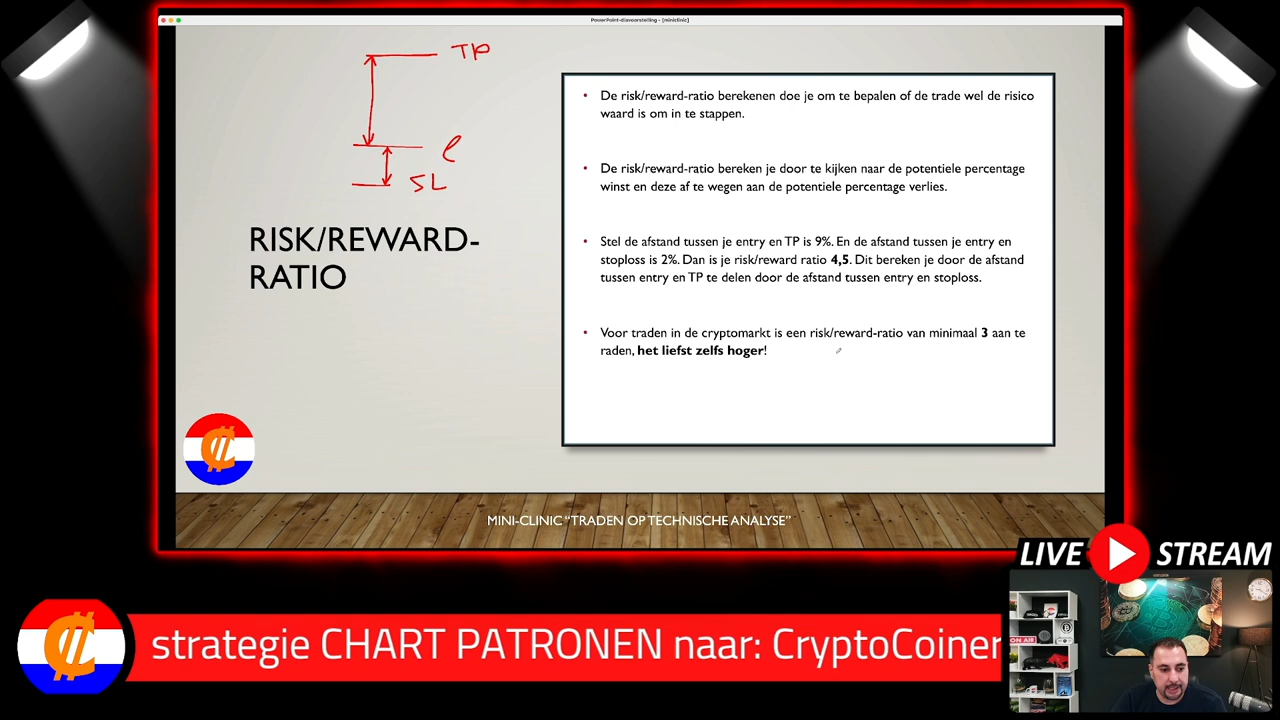 PowerPoint-diavoorstelling - [miniclinic]
TP
e
SL
RISK/REWARD-
RATIO
• De risk/reward-ratio berekenen doe je om te bepalen of de trade wel de risico
waard is om in te stappen.
• De risk/reward-ratio bereken je door te kijken naar de potentiele percentage
winst en deze af te wegen aan de potentiele percentage verlies.
• Stel de afstand tussen je entry en TP is 9%. En de afstand tussen je entry en
stoploss is 2%. Dan is je risk/reward ratio 4,5. Dit bereken je door de afstand
tussen entry en TP te delen door de afstand tussen entry en stoploss.
• Voor traden in de cryptomarkt is een risk/reward-ratio van minimaal 3 aan te
raden, het liefst zelfs hoger!
MINI-CLINIC “TRADEN OP TECHNISCHE ANALYSE”
LIVE STREAM
strategie CHART PATRONEN naar: CryptoCoiner
ON AIR